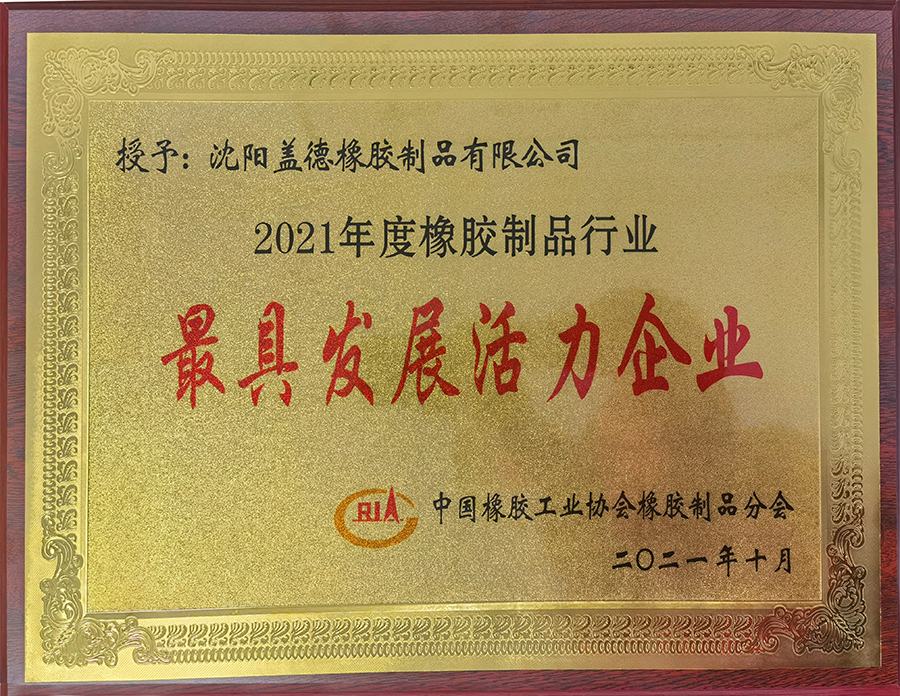 授予：沈阳盖德橡胶制品有限公司
2021年度橡胶制品行业
最具发展活力企业
RIA
中国橡胶工业协会橡胶制品分会
二〇二一年十月